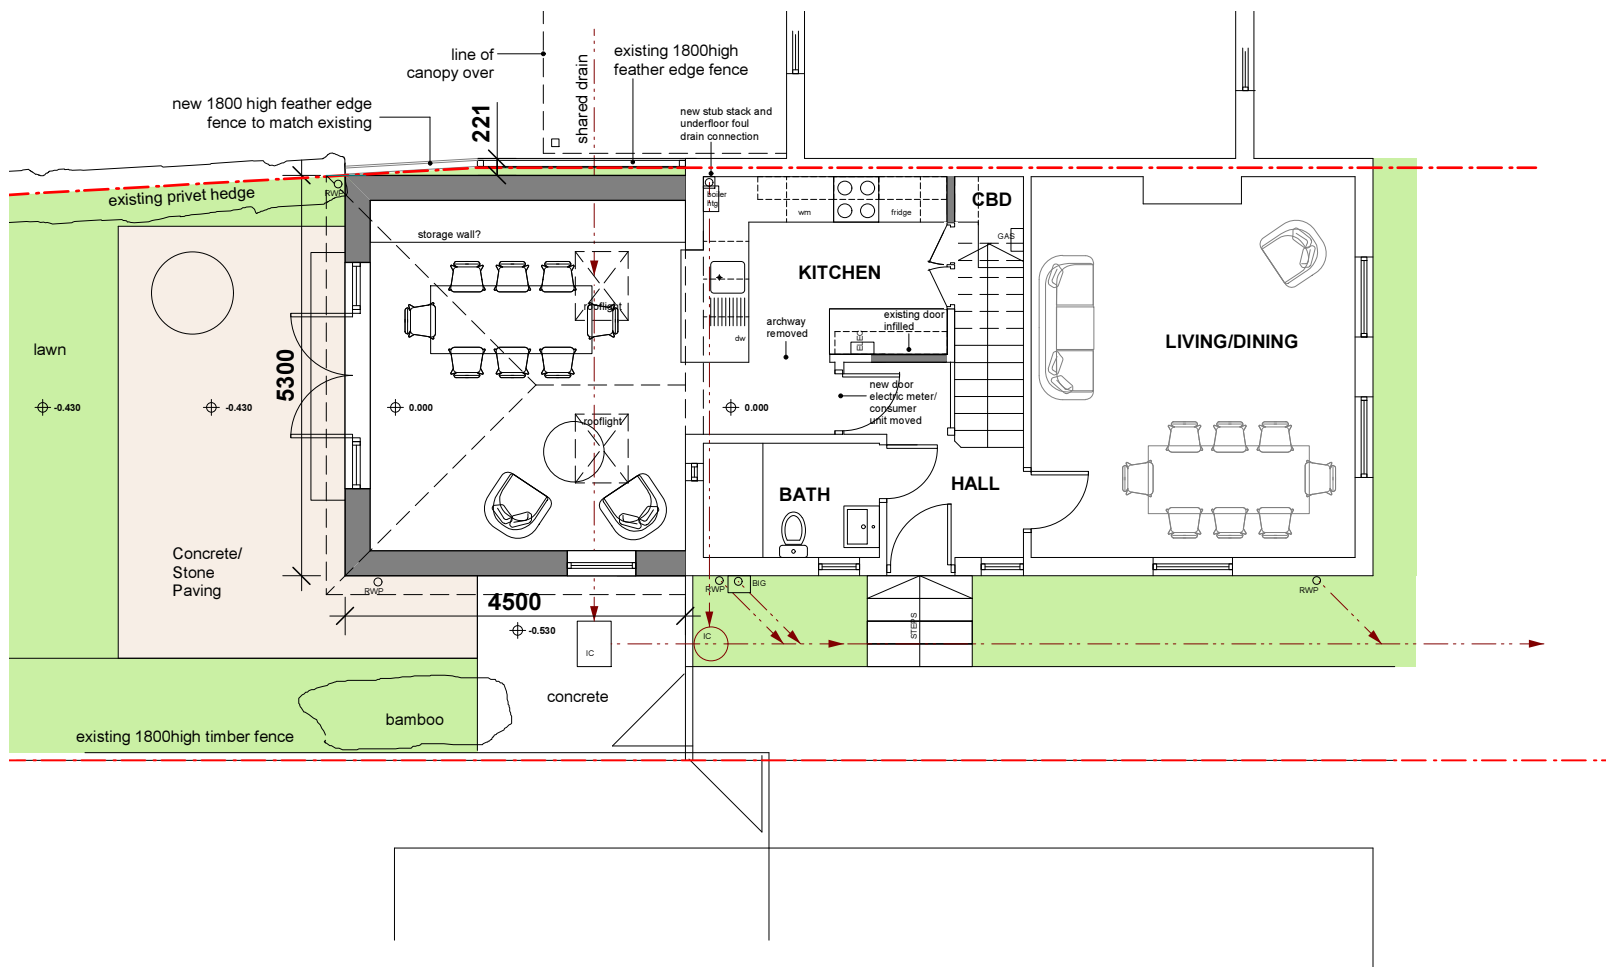 line of
canopy over
shared drain
existing 1800high
feather edge fence
new 1800 high feather edge
fence to match existing
221
new stub stack and
underfloor foul
drain connection
existing privet hedge
RWP
boiler
htg
wm
fridge
CBD
GAS
storage wall?
KITCHEN
rooflight
archway
removed
existing door
infilled
ELEC
dw
LIVING/DINING
lawn
5300
-0.430
-0.430
0.000
0.000
new door
electric meter/
consumer
unit moved
rooflight
BATH
HALL
Concrete/
Stone
Paving
RWP
4500
RWP
BIG
RWP
-0.530
STEPS
IC
IC
concrete
bamboo
existing 1800high timber fence